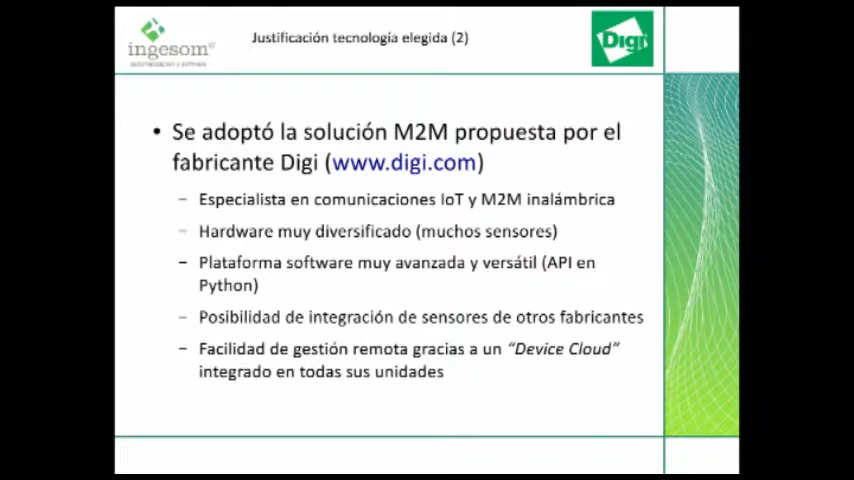 ingesom®
automatización y software
Justificación tecnología elegida (2)
Digi
• Se adoptó la solución M2M propuesta por el
fabricante Digi (www.digi.com)
– Especialista en comunicaciones IoT y M2M inalámbrica
– Hardware muy diversificado (muchos sensores)
– Plataforma software muy avanzada y versátil (API en
Python)
– Posibilidad de integración de sensores de otros fabricantes
– Facilidad de gestión remota gracias a un “Device Cloud”
integrado en todas sus unidades